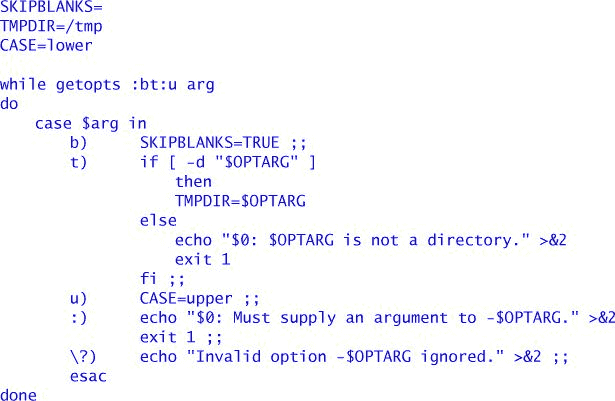 SKIPBLANKS=
TMPDIR=/tmp
CASE=lower

while getopts :bt:u arg
do
    case $arg in
        b)      SKIPBLANKS=TRUE ;;
        t)      if [ -d "$OPTARG" ]
                    then
                    TMPDIR=$OPTARG
                else
                    echo "$0: $OPTARG is not a directory." >&2
                    exit 1
                fi ;;
        u)      CASE=upper ;;
        :)      echo "$0: Must supply an argument to -$OPTARG." >&2
                exit 1 ;;
        \?)     echo "Invalid option -$OPTARG ignored." >&2 ;;
        esac
done